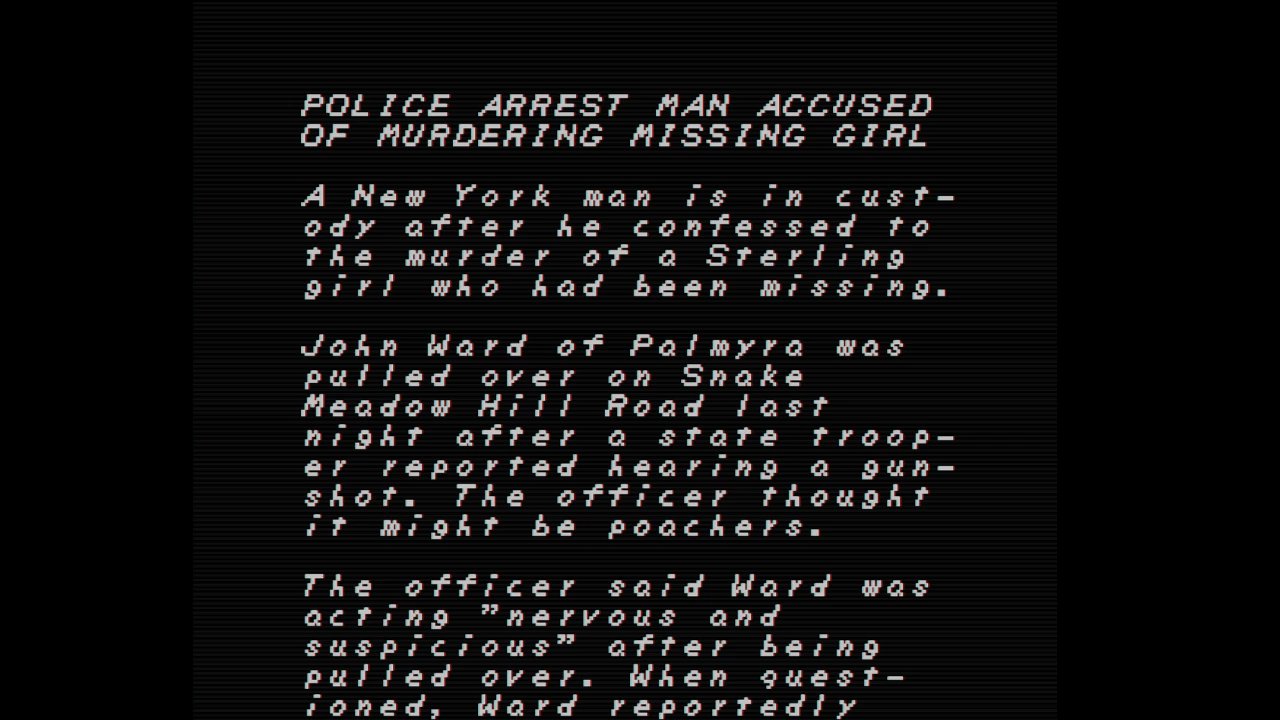 POLICE ARREST MAN ACCUSED
OF MURDERING MISSING GIRL
A New York man is in cust-
ody after he confessed to
the murder of a Sterling
girl who had been missing.
John Ward of Palmyra was
pulled over on Snake
Meadow Hill Road last
night after a state troop-
er reported hearing a gun-
shot. The officer thought
it might be poachers.
The officer said Ward was
acting "nervous and
suspicious" after being
pulled over. When quest-
ioned, Ward reportedly